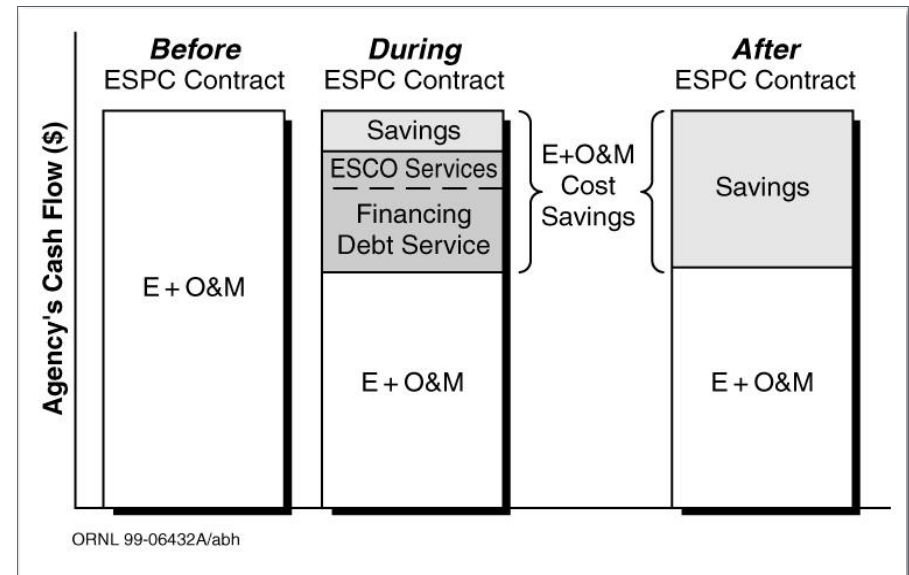 Before
ESPC Contract
During
ESPC Contract
After
ESPC Contract
Agency's Cash Flow ($)
E + O&M
Savings
ESCO Services
Financing
Debt Service
E + O&M
E+O&M
Cost
Savings
Savings
E + O&M
ORNL 99-06432A/abh